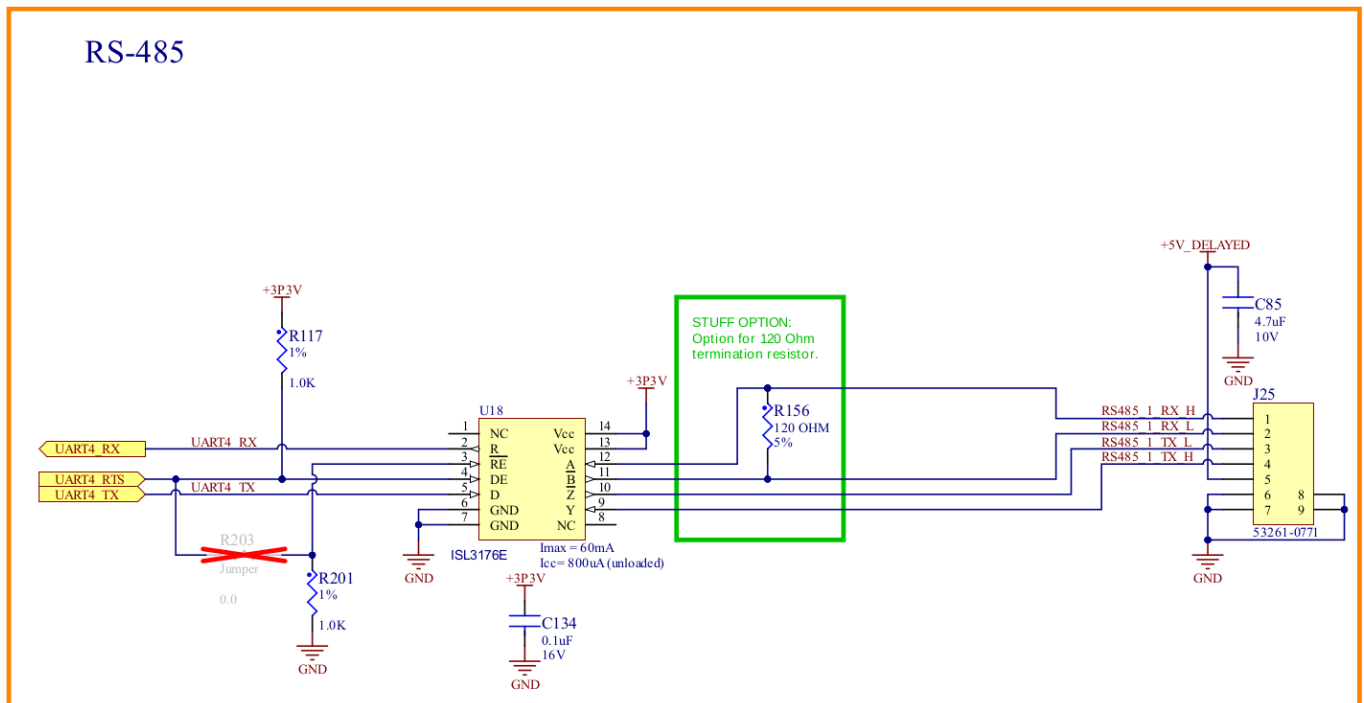 RS-485
+5V_DELAYED
C85
4.7uF
10V
GND
+3P3V
R117
1%
1.0K
STUFF OPTION:
Option for 120 Ohm
termination resistor.
+3P3V
R156
120 OHM
5%
J25
RS485_1_RX_H
RS485_1_RX_L
RS485_1_TX_L
RS485_1_TX_H
1
2
3
4
5
6
7
8
9
53261-0771
GND
U18
1 NC Vcc 14
2 R Vcc 13
3 RE A 12
4 DE B 11
5 D Z 10
6 GND Y 9
7 GND NC 8
ISL3176E
Imax = 60mA
Icc= 800uA (unloaded)
UART4_RX UART4_RX
UART4_RTS
UART4_TX UART4_TX
GND
R203
Jumper
0.0
R201
1%
1.0K
GND
+3P3V
C134
0.1uF
16V
GND